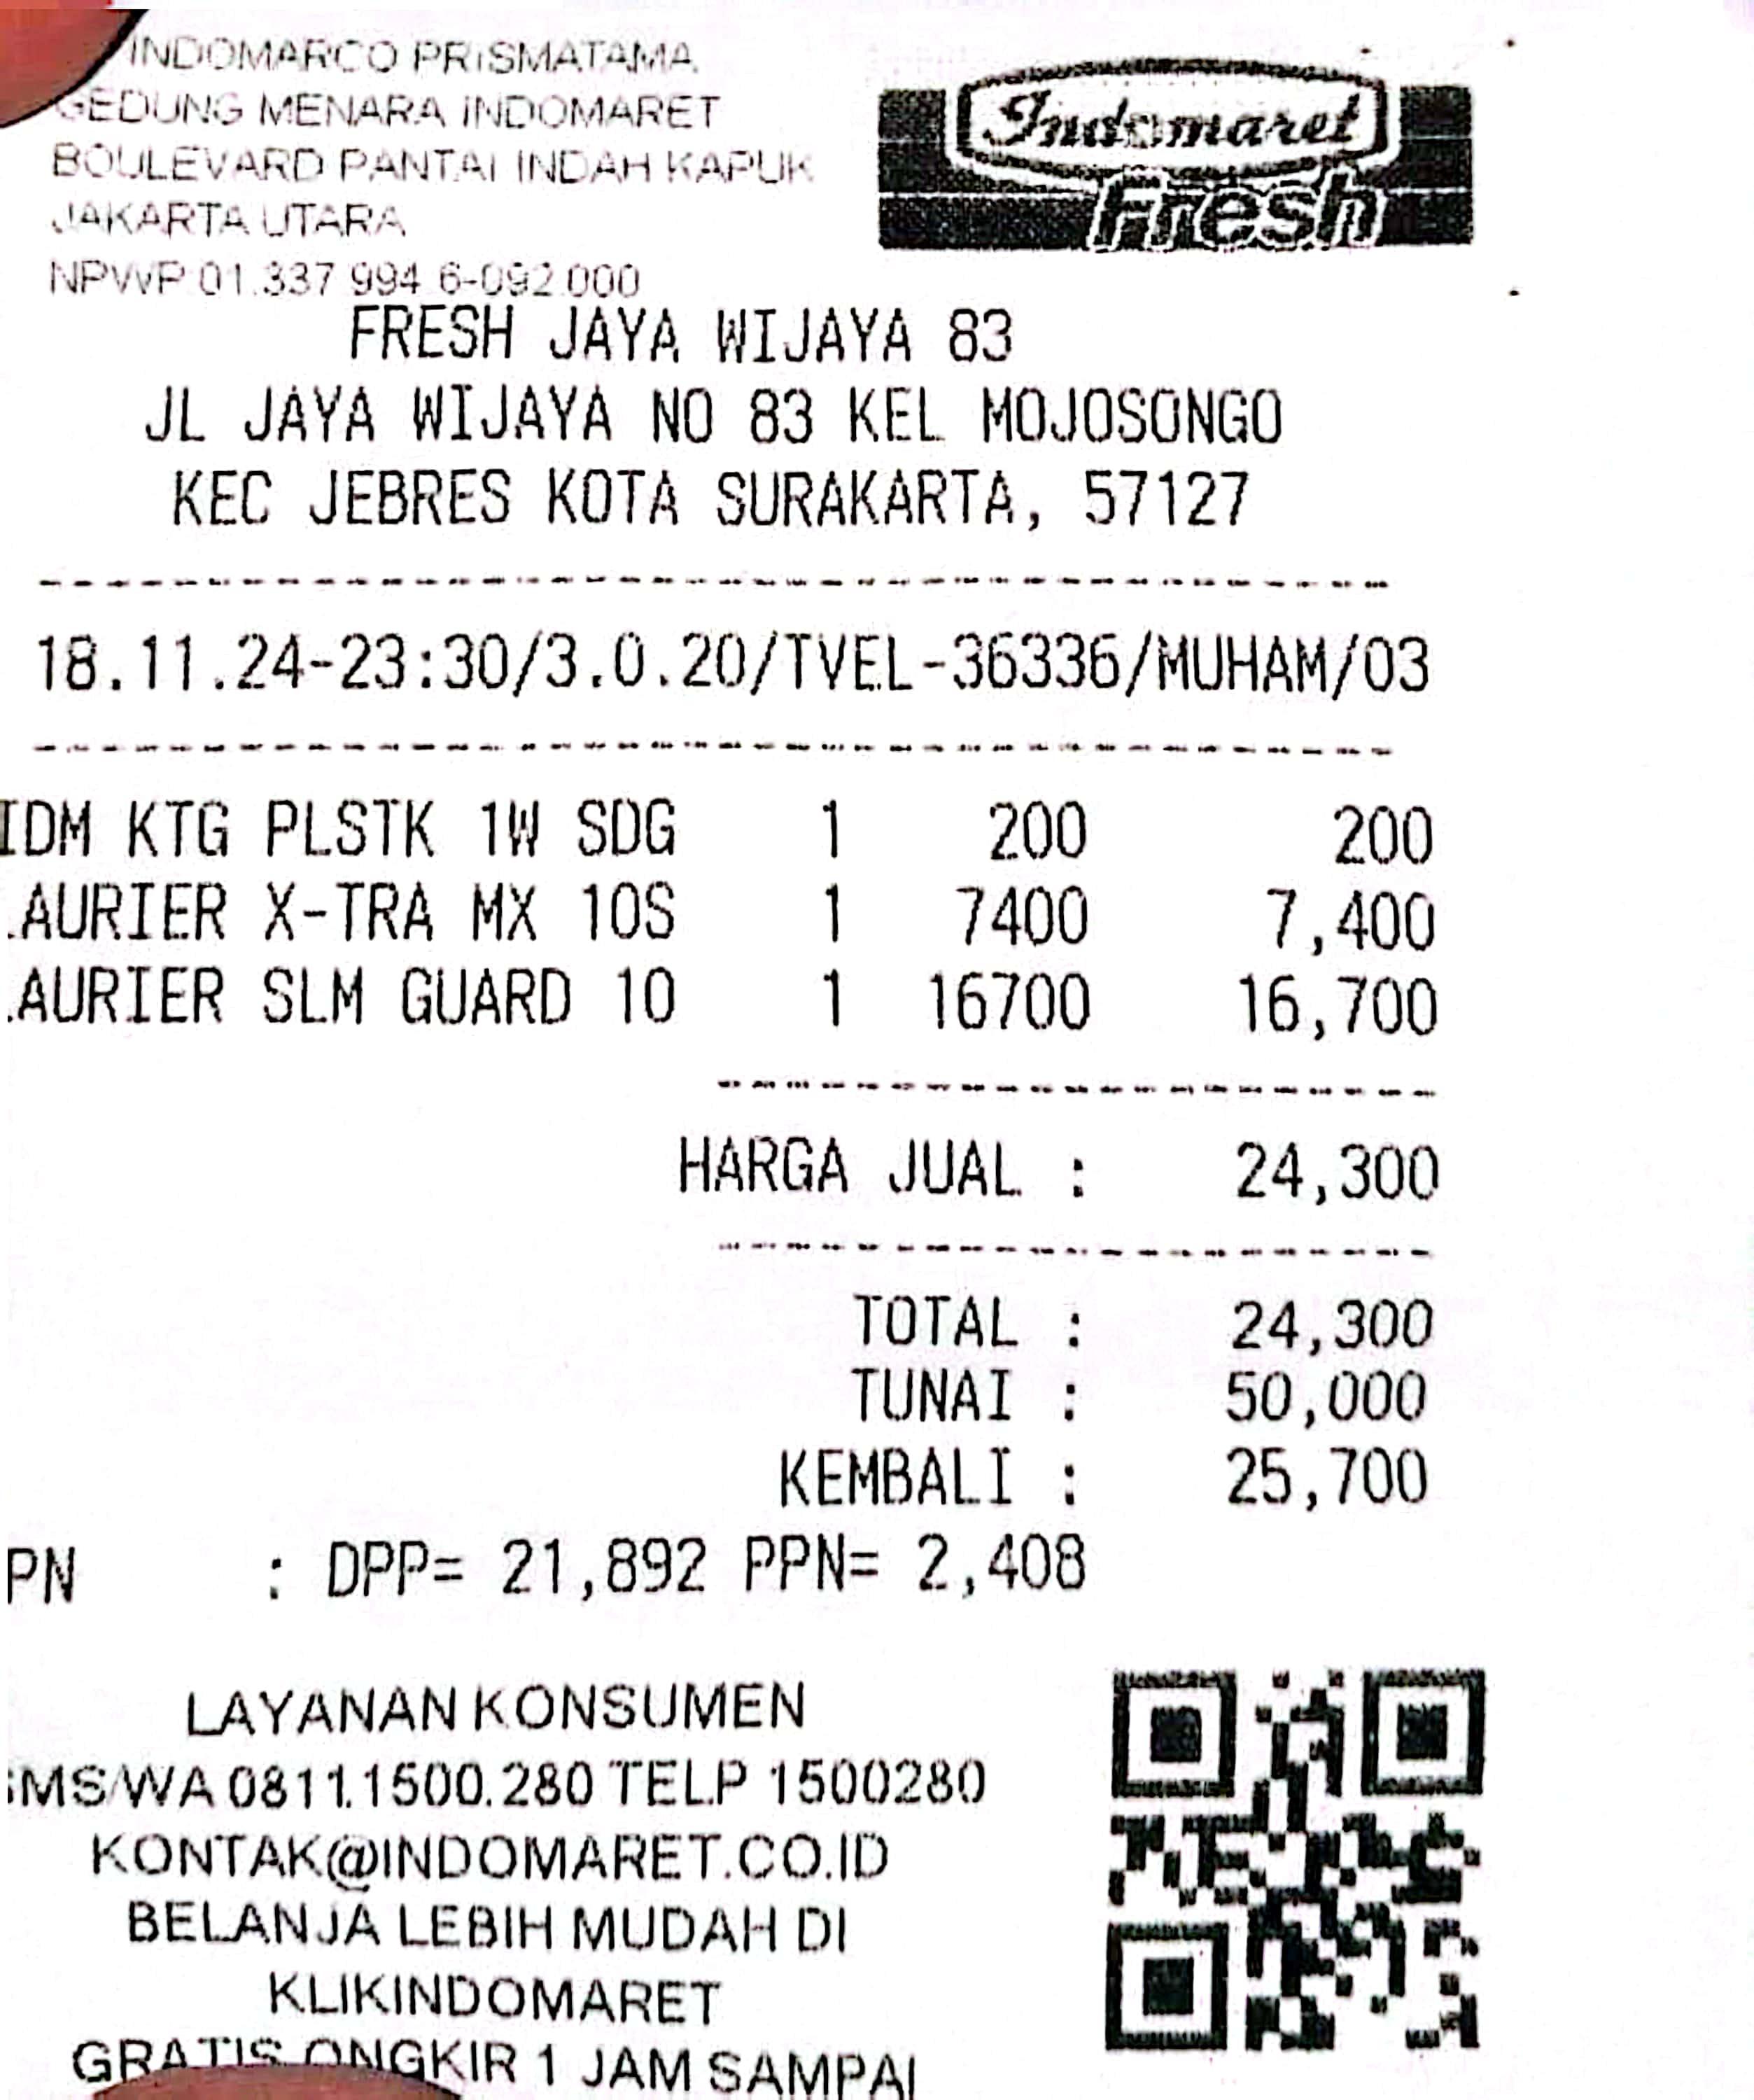 INDOMARCO PRISMATAMA
GEDUNG MENARA INDOMARET
BOULEVARD PANTAI INDAH KAPUK
JAKARTA UTARA
NPWP 01.337 994 6-092.000
Indomaret
Fresh
FRESH JAYA WIJAYA 83
JL JAYA WIJAYA NO 83 KEL MOJOSONGO
KEC JEBRES KOTA SURAKARTA, 57127
18.11.24-23:30/3.0.20/TVEL-36336/MUHAM/03
IDM KTG PLSTK 1W SDG 1 200 200
AURIER X-TRA MX 10S 1 7400 7,400
AURIER SLM GUARD 10 1 16700 16,700
HARGA JUAL : 24,300
TOTAL : 24,300
TUNAI : 50,000
KEMBALI : 25,700
PN : DPP= 21,892 PPN= 2,408
LAYANAN KONSUMEN
MS/WA 0811.1500.280 TELP 1500280
KONTAK@INDOMARET.CO.ID
BELANJA LEBIH MUDAH DI
KLIKINDOMARET
GRATIS ONGKIR 1 JAM SAMPAI